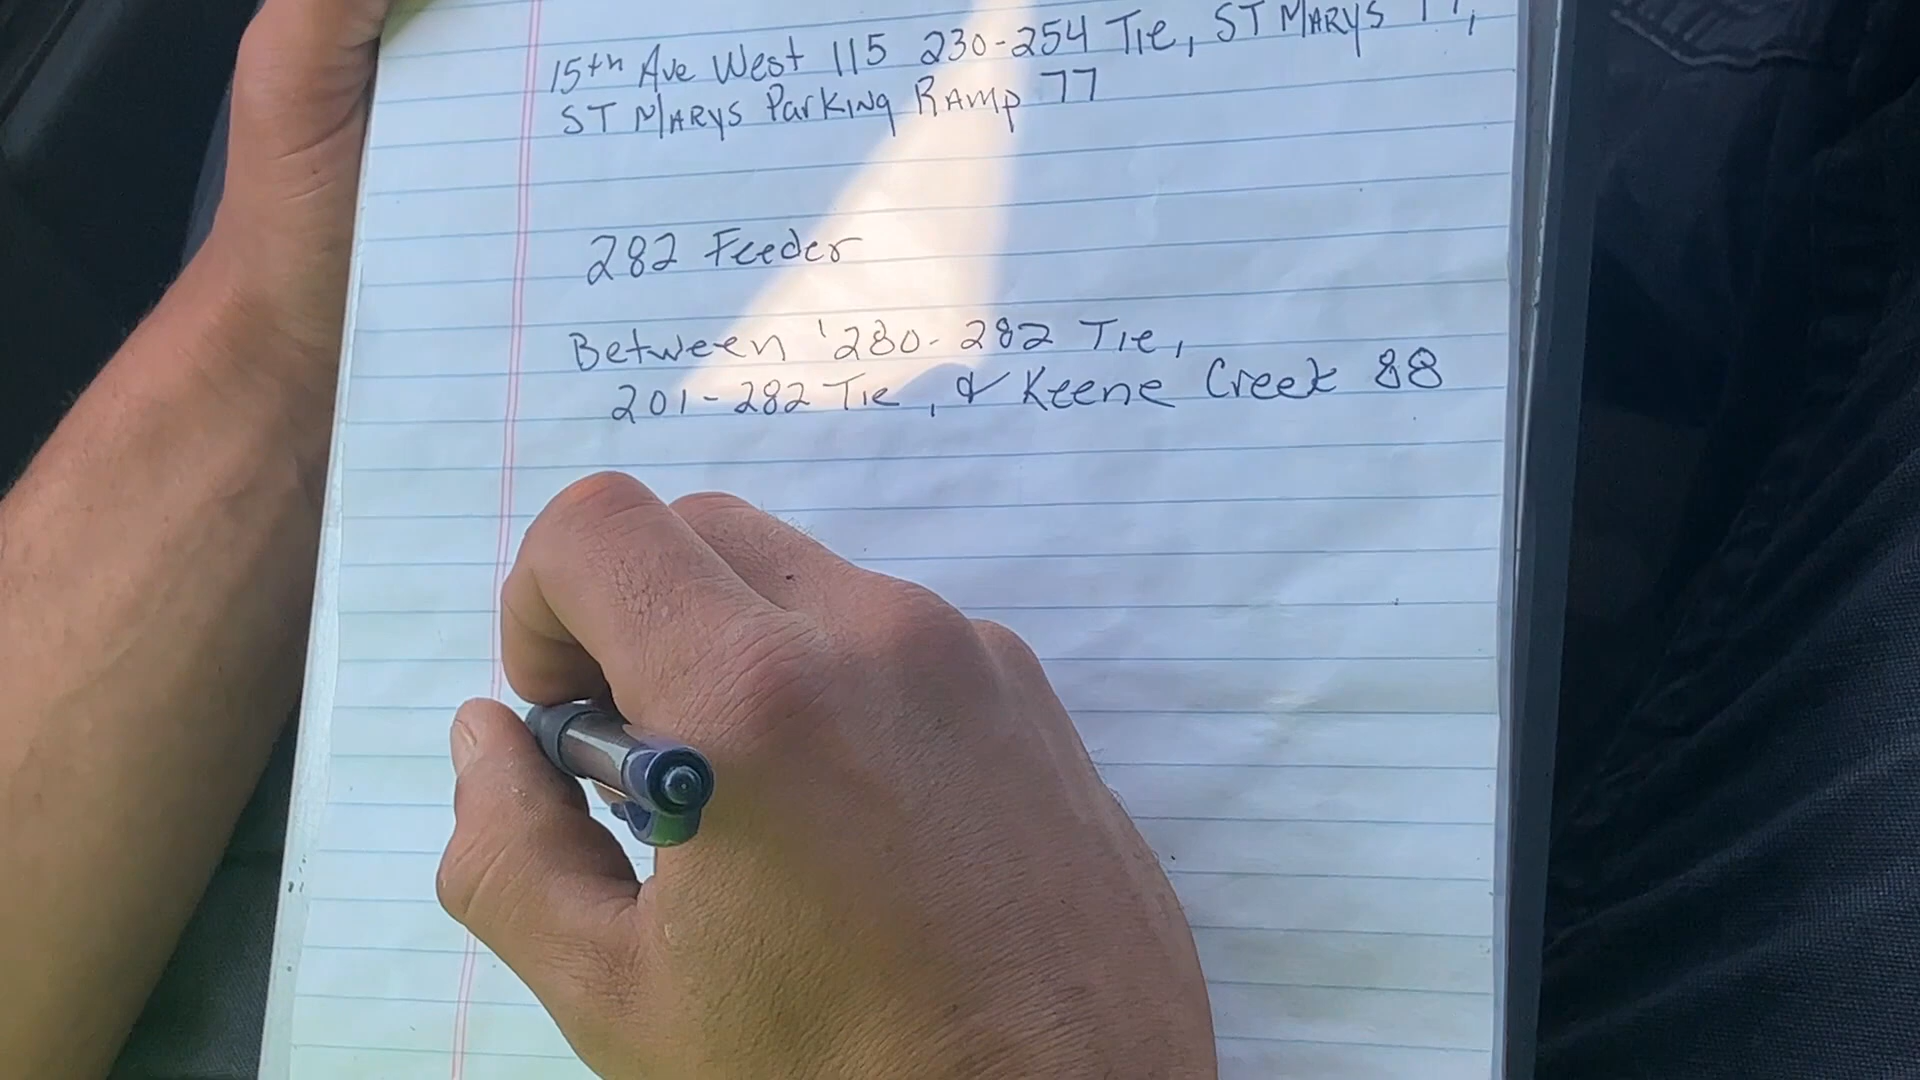 15th Ave West 115 230-254 Tie, ST MARYS
ST MARYS Parking RAMP 77
282 Feeder
Between '280-282 Tie,
201-282 Tie, & Keene Creek 88